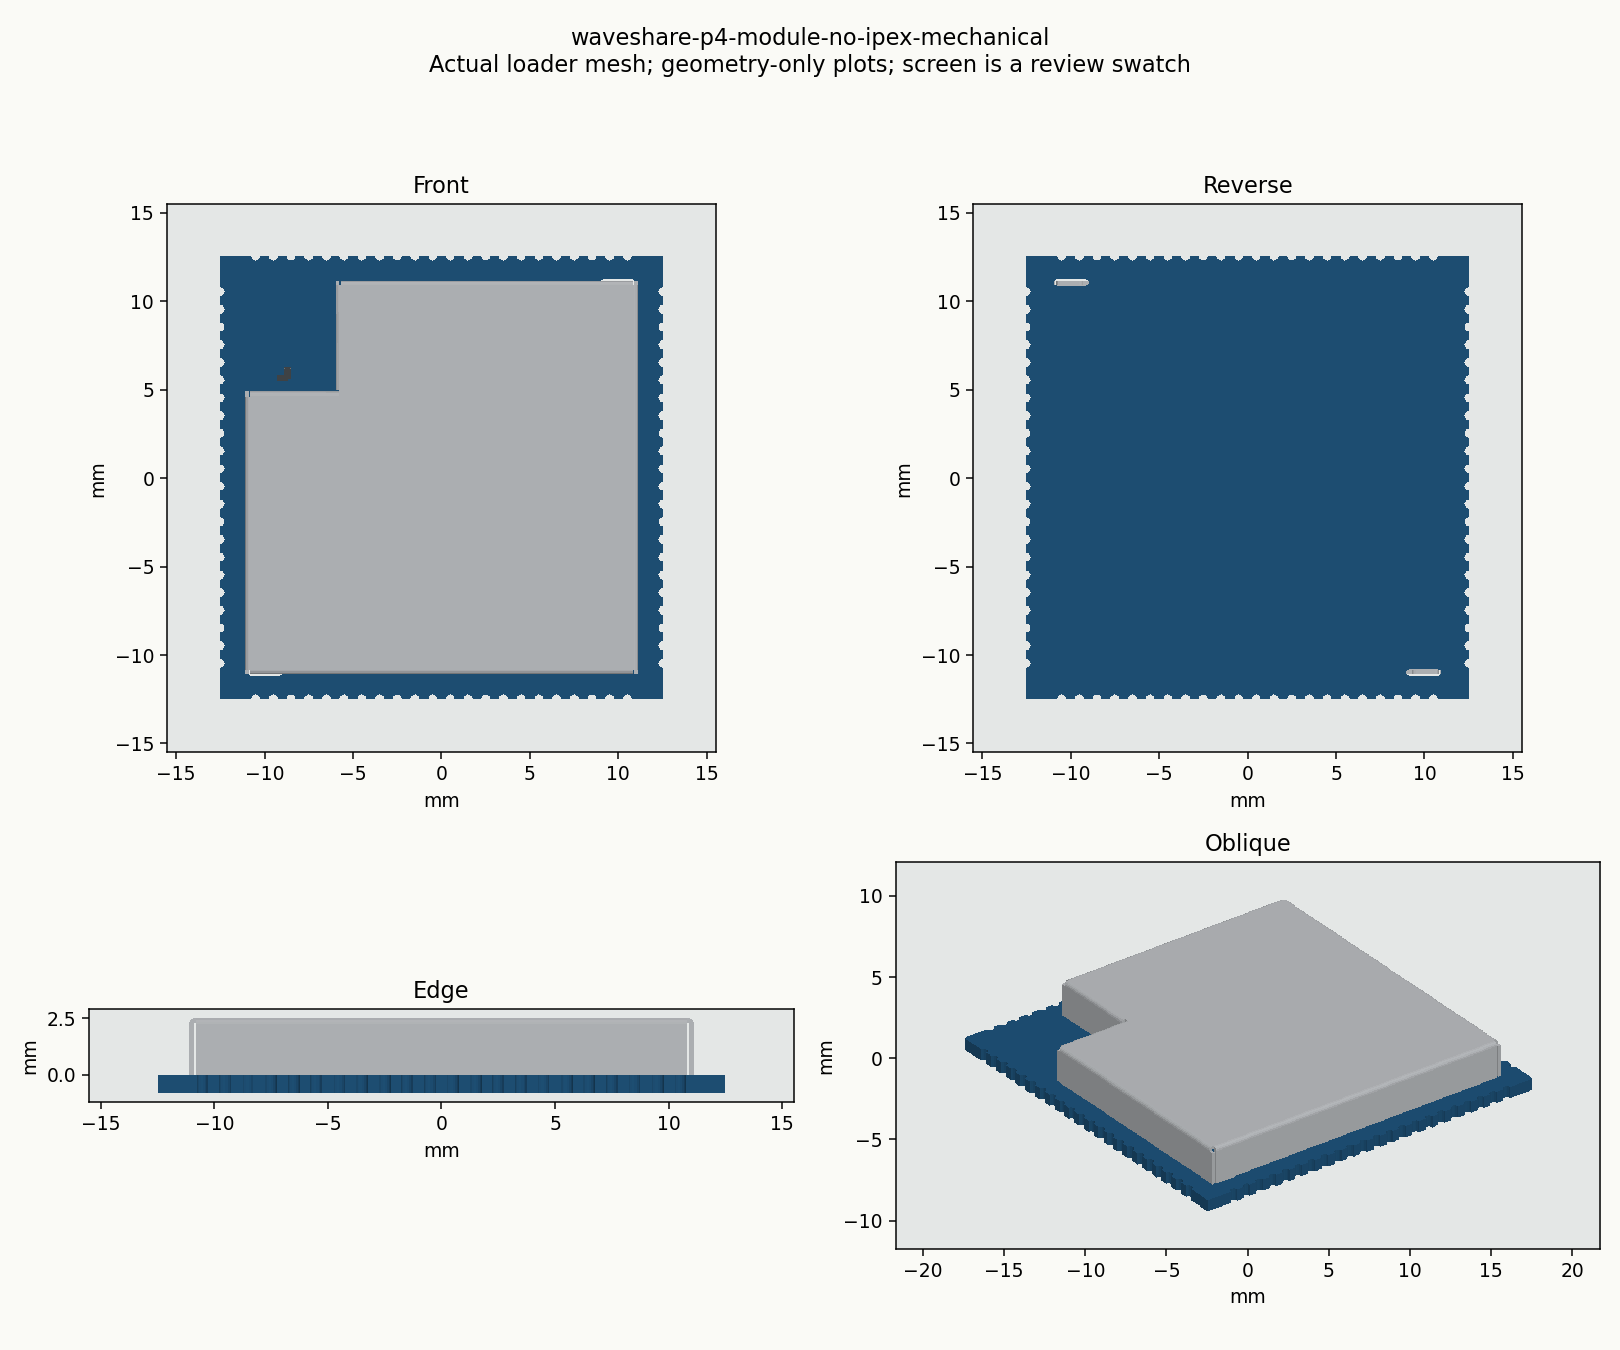 waveshare-p4-module-no-ipex-mechanical
Actual loader mesh; geometry-only plots; screen is a review swatch
Front
15
10
5
0
−5
−10
−15
mm
−15 −10 −5 0 5 10 15
mm
Reverse
15
10
5
0
−5
−10
−15
mm
−15 −10 −5 0 5 10 15
mm
Edge
2.5
0.0
mm
−15 −10 −5 0 5 10 15
mm
Oblique
10
5
0
−5
−10
mm
−20 −15 −10 −5 0 5 10 15 20
mm